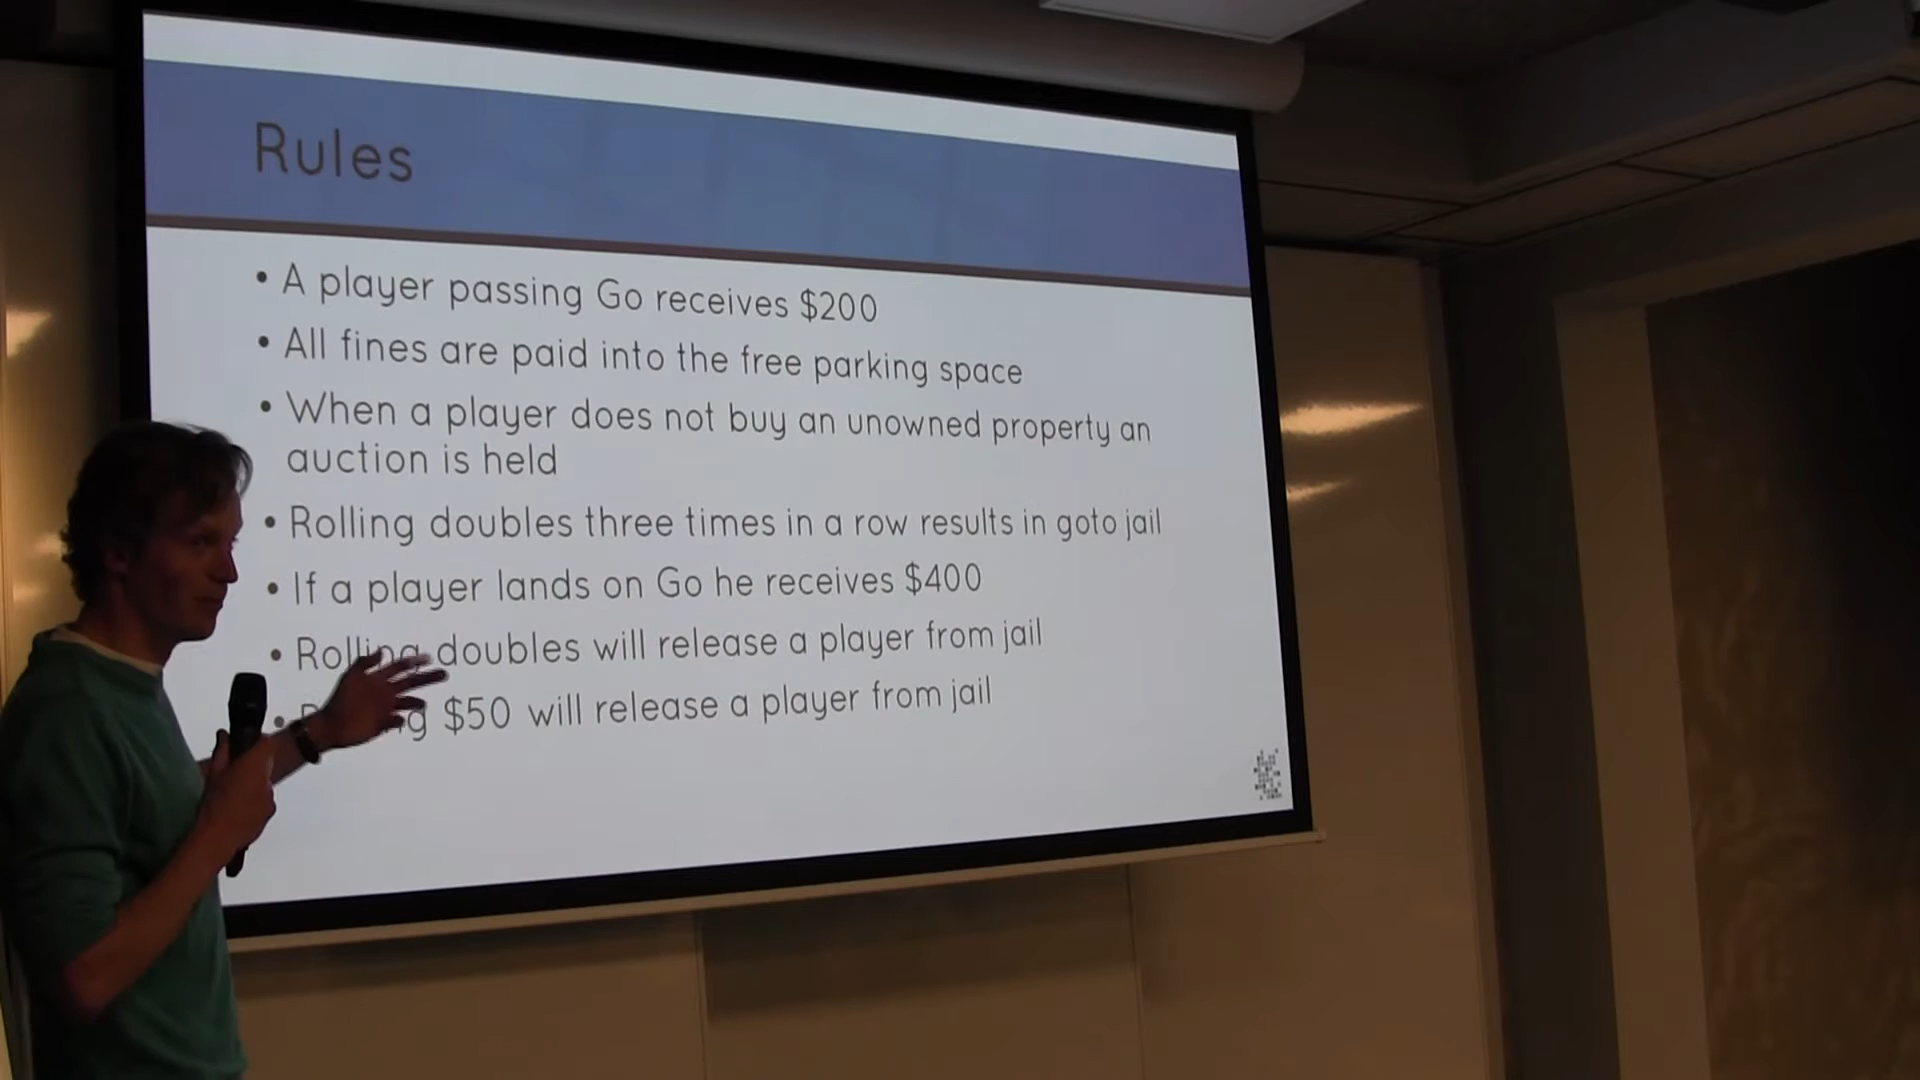 Rules
• A player passing Go receives $200
• All fines are paid into the free parking space
• When a player does not buy an unowned property an
auction is held
• Rolling doubles three times in a row results in goto jail
• If a player lands on Go he receives $400
• Rolling doubles will release a player from jail
• $50 will release a player from jail